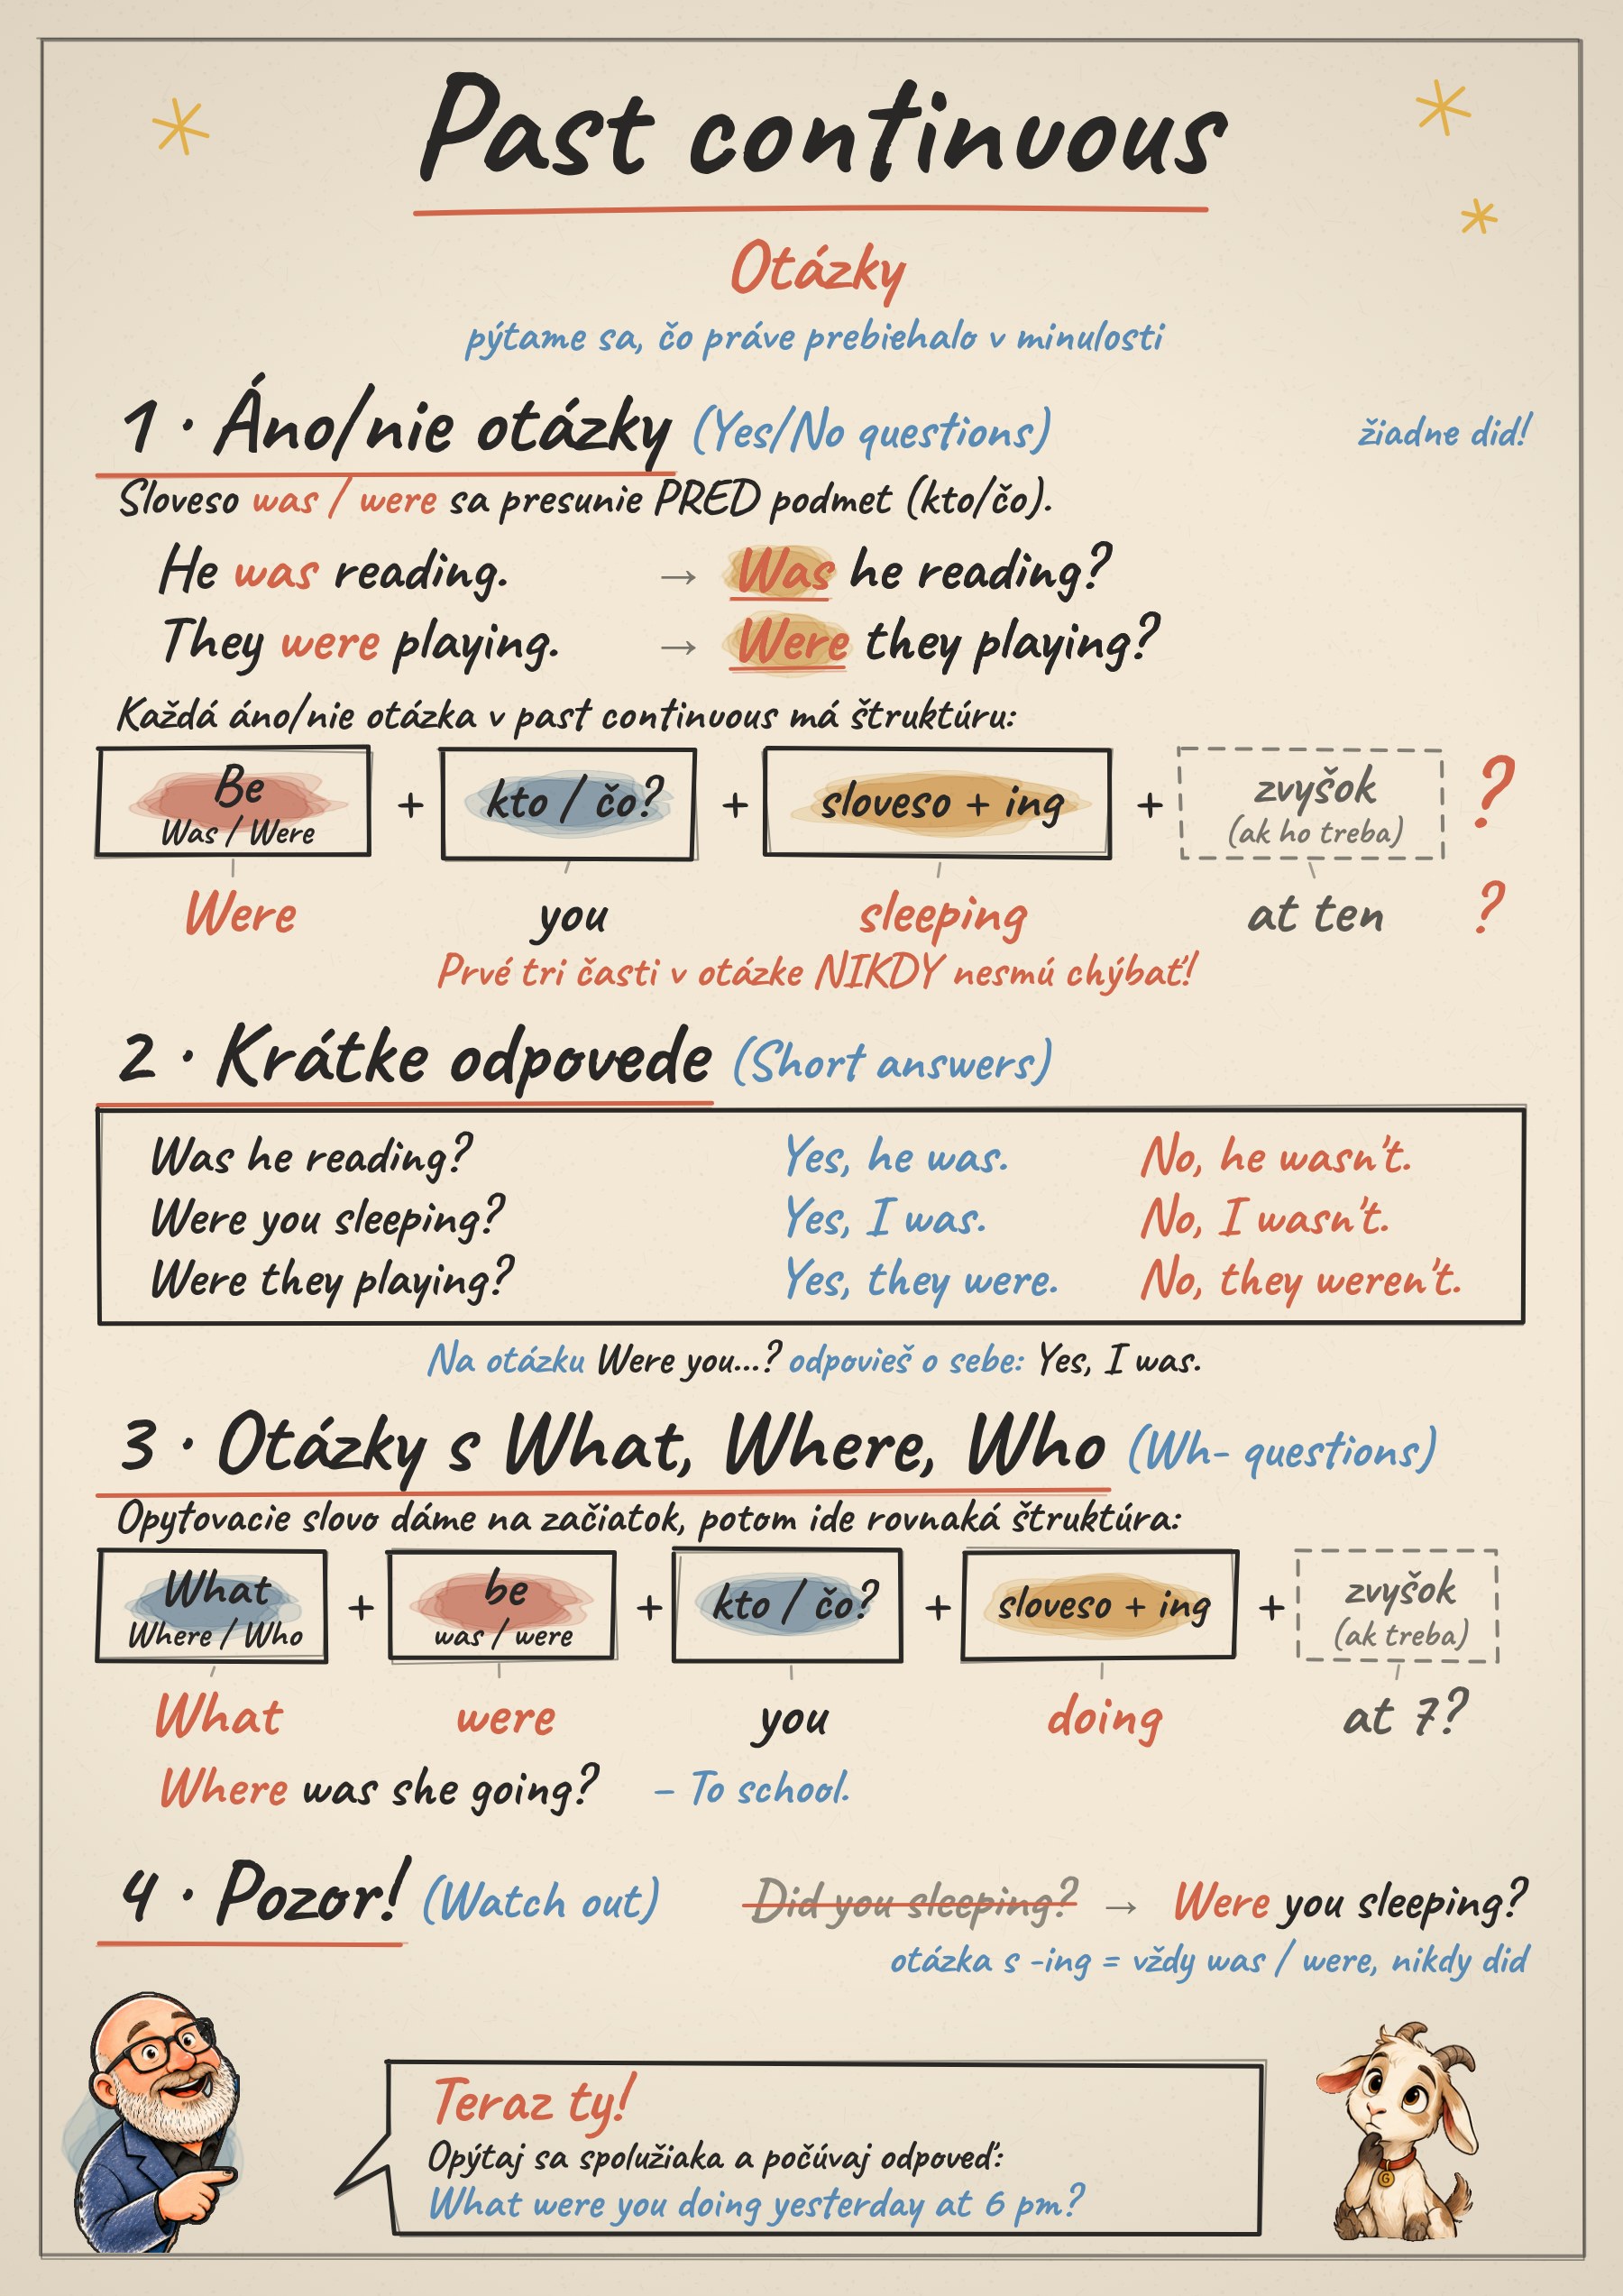 Past continuous
Otázky
pýtame sa, čo práve prebiehalo v minulosti
1 · Áno/nie otázky (Yes/No questions) žiadne did!
Sloveso was / were sa presunie PRED podmet (kto/čo).
He was reading. → Was he reading?
They were playing. → Were they playing?
Každá áno/nie otázka v past continuous má štruktúru:
Be + kto / čo? + sloveso + ing + zvyšok ?
Was / Were (ak ho treba)
Were you sleeping at ten ?
Prvé tri časti v otázke NIKDY nesmú chýbať!
2 · Krátke odpovede (Short answers)
Was he reading? Yes, he was. No, he wasn't.
Were you sleeping? Yes, I was. No, I wasn't.
Were they playing? Yes, they were. No, they weren't.
Na otázku Were you...? odpovieš o sebe: Yes, I was.
3 · Otázky s What, Where, Who (Wh- questions)
Opytovacie slovo dáme na začiatok, potom ide rovnaká štruktúra:
What + be + kto / čo? + sloveso + ing + zvyšok
Where / Who was / were (ak treba)
What were you doing at 7?
Where was she going? – To school.
4 · Pozor! (Watch out) Did you sleeping? → Were you sleeping?
otázka s -ing = vždy was / were, nikdy did
Teraz ty!
Opýtaj sa spolužiaka a počúvaj odpoveď:
What were you doing yesterday at 6 pm?
G